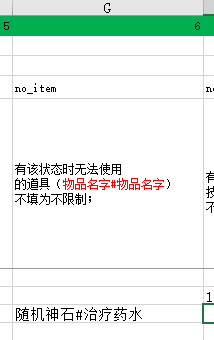 G
5 6
no_item no
有该状态时无法使用
的道具（物品名字#物品名字）
不填为不限制； 不
1
随机神石#治疗药水